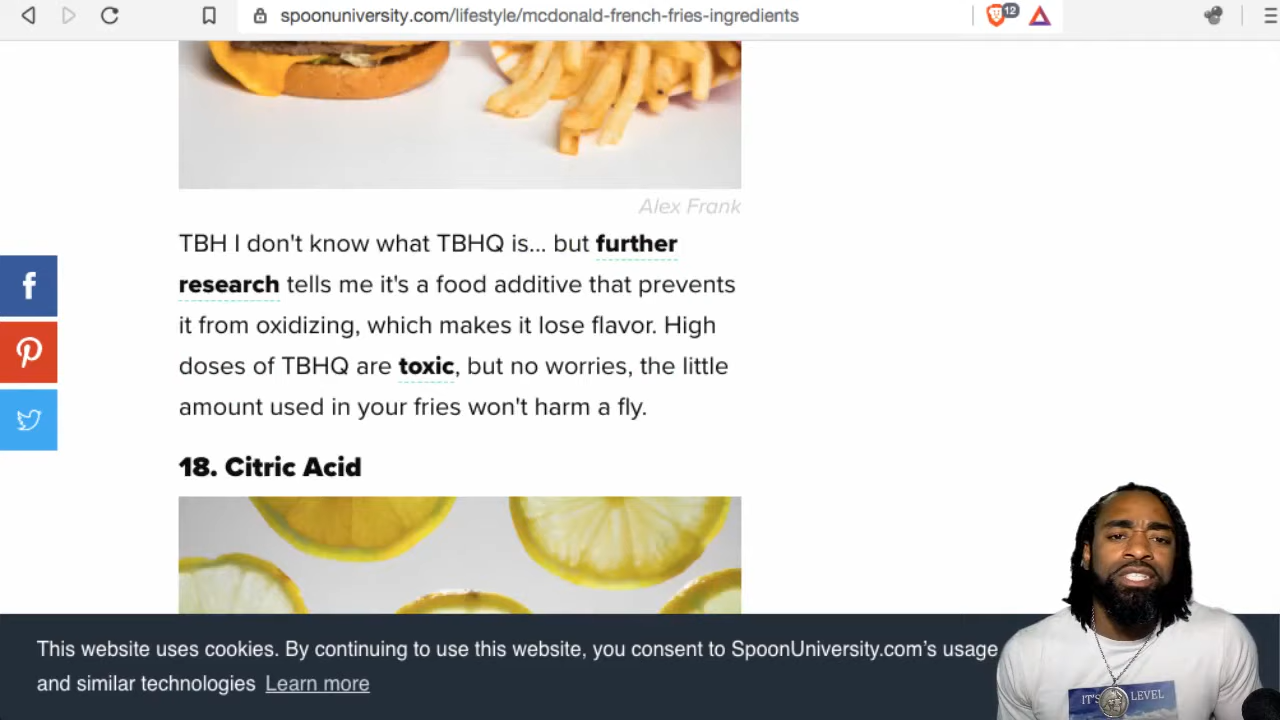 spoonuniversity.com/lifestyle/mcdonald-french-fries-ingredients
12
Alex Frank
TBH I don't know what TBHQ is... but further
research tells me it's a food additive that prevents
it from oxidizing, which makes it lose flavor. High
doses of TBHQ are toxic, but no worries, the little
amount used in your fries won't harm a fly.
18. Citric Acid
This website uses cookies. By continuing to use this website, you consent to SpoonUniversity.com's usage
and similar technologies Learn more
IT'S
LEVEL